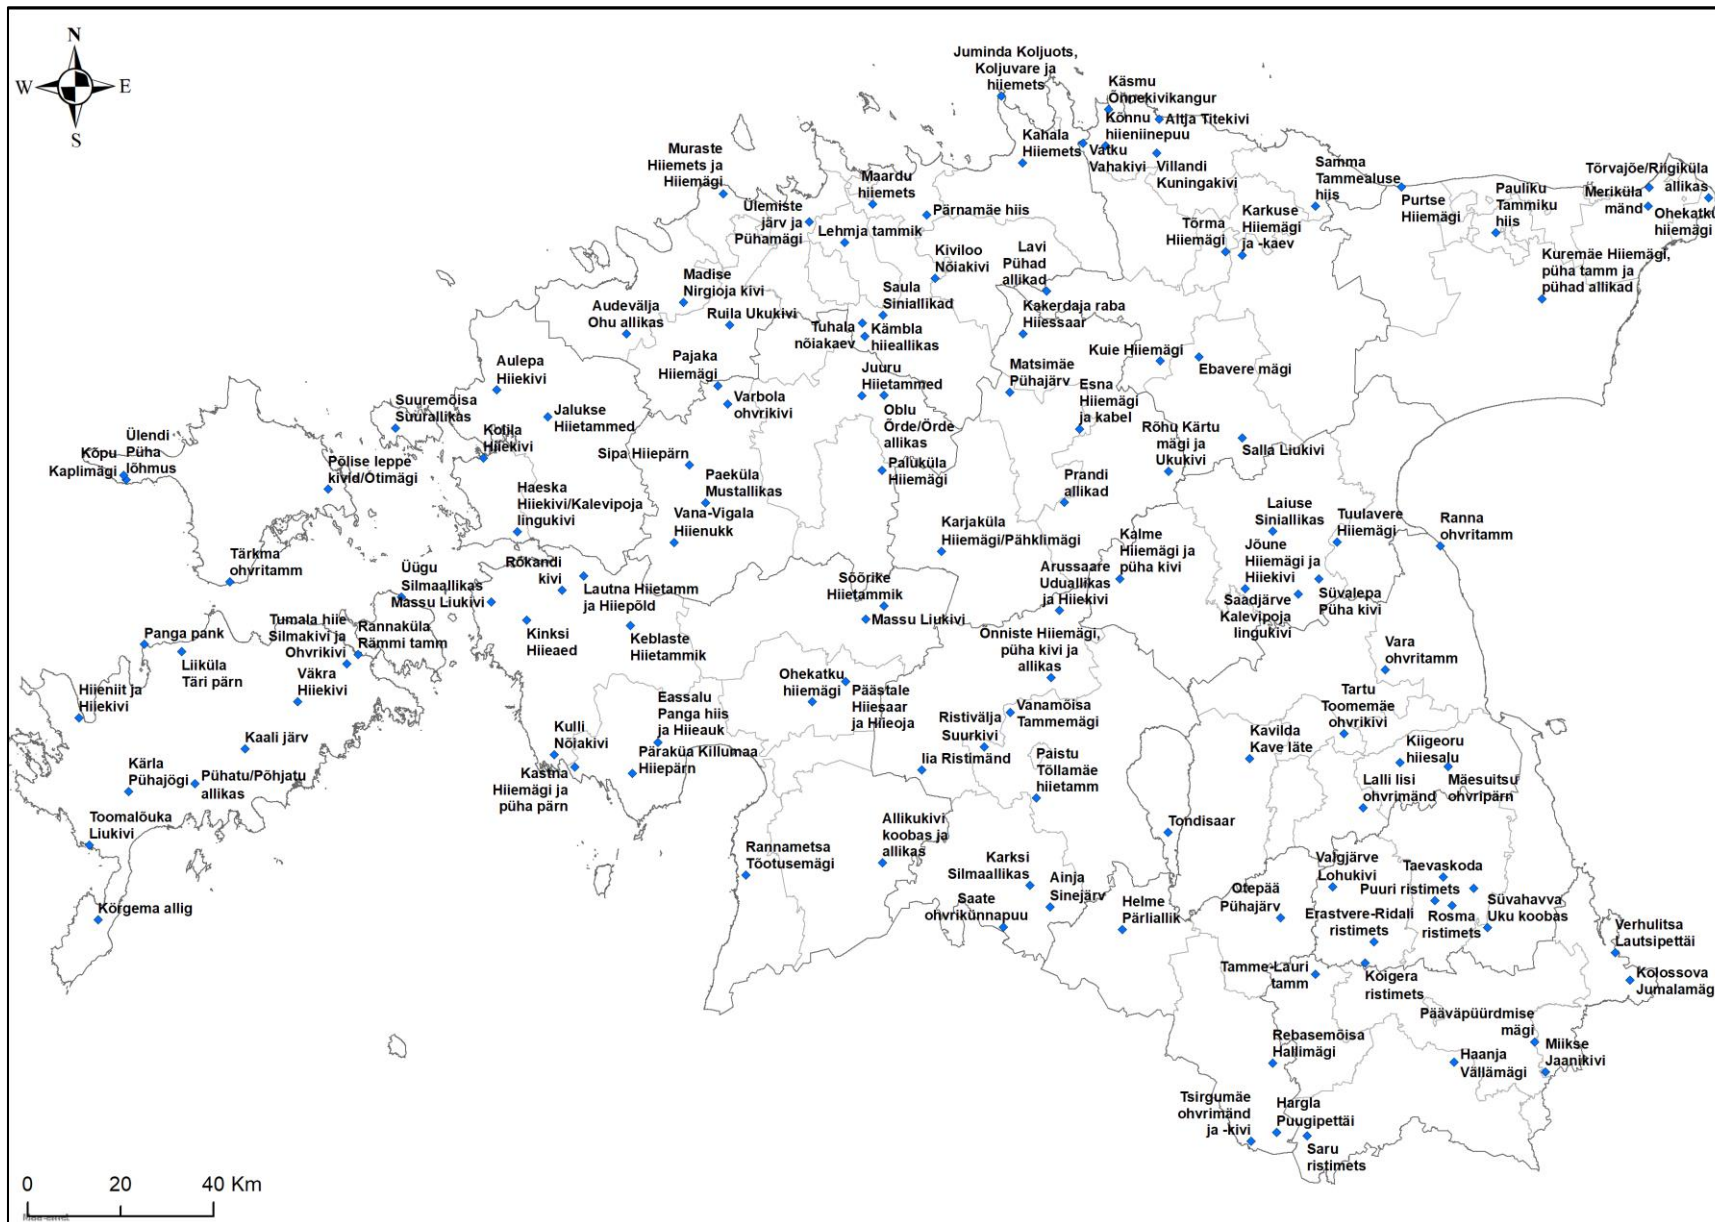 N
W
E
S
Juminda Koljuots,
Koljuvare ja
hiiemets
Käsmu
Õnnekivikangur
Altja Titekivi
Kõnnu
hieniinepuu
Kahala
Hiiemets
Vatku
Vahakivi
Villandi
Kuningakivi
Muraste
Hiiemets ja
Hiiemägi
Maardu
hiiemets
Samma
Tammealuse
hiis
Purtse
Hiiemägi
Pauliku
Tammiku
hiis
Tõrvajõe/Riigiküla
allikas
Meriküla
mänd
Ohekatku
hiiemägi
Ülemiste
järv ja
Pühamägi
Pärnamäe hiis
Lehmja tammik
Tõrma
Hiiemägi
Karkuse
Hiiemägi
ja -kaev
Kiviloo
Nõiakivi
Lavi
Pühad
allikad
Kuremäe Hiiemägi,
püha tamm ja
pühad allikad
Madise
Nirgioja kivi
Saula
Siniallikad
Audevälja
Ohu allikas
Ruila Ukukivi
Tuhala
nõiakaev
Kämbla
hiieallikas
Kakerdaja raba
Hiiessaar
Kuie Hiiemägi
Ebavere mägi
Aulepa
Hiiekivi
Pajaka
Hiiemägi
Juuru
Hiietammed
Matsimäe
Pühajärv
Esna
Hiiemägi
ja kabel
Suuremõisa
Suurallikas
Jalukse
Hiietammed
Varbola
ohvrikivi
Oblu
Õrde/Örde
allikas
Rõhu Kärtu
mägi ja
Ukukivi
Salla Liukivi
Kõpu
Kaplimägi
Ülendi
Püha
lõhmus
Põlise leppe
kivid/Ötimägi
Kotila
Hiiekivi
Sipa Hiiepärn
Paeküla
Mustallikas
Paluküla
Hiiemägi
Prandi
allikad
Haeska
Hiiekivi/Kalevipoja
lingukivi
Vana-Vigala
Hiienukk
Karjaküla
Hiiemägi/Pähklimägi
Kalme
Hiiemägi ja
püha kivi
Laiuse
Siniallikas
Tuulavere
Hiiemägi
Ranna
ohvritamm
Tärkma
ohvritamm
Üügu
Silmaallikas
Massu Liukivi
Rõkandi
kivi
Lautna Hiietamm
ja Hiiepõld
Sõõrike
Hiietammik
Massu Liukivi
Arussaare
Uduallikas
ja Hiiekivi
Jõune
Hiiemägi ja
Hiiekivi
Saadjärve
Kalevipoja
lingukivi
Süvalepa
Püha kivi
Panga pank
Liiküla
Täri pärn
Tumala hiie
Silmakivi ja
Ohvrikivi
Rannaküla
Rämmi tamm
Kinksi
Hiieaed
Keblaste
Hiietammik
Õnniste Hiiemägi,
püha kivi ja
allikas
Vara
ohvritamm
Hiieniit ja
Hiiekivi
Väkra
Hiiekivi
Eassalu
Panga hiis
ja Hiieauk
Ohekatku
hiiemägi
Päästale
Hiiesaar
ja Hiieoja
Ristivälja
Suurkivi
Vanamõisa
Tammemägi
Tartu
Toomemäe
ohvrikivi
Kaali järv
Kulli
Nõiakivi
Kastna
Hiiemägi ja
püha pärn
Päraküa Killumaa
Hiiepärn
Iia Ristimänd
Paistu
Tõllamäe
hiietamm
Kavilda
Kave läte
Kiigeoru
hiiesalu
Mäesuitsu
ohvripärn
Lalli Iisi
ohvrimänd
Kärla
Pühajõgi
Pühatu/Põhjatu
allikas
Toomalõuka
Liukivi
Rannametsa
Tõotusemägi
Allikukivi
koobas ja
allikas
Tondisaar
Karksi
Silmaallikas
Ainja
Sinejärv
Saate
ohvrikünnapuu
Helme
Pärliallik
Valgjärve
Lohukivi
Taevaskoda
Otepää
Pühajärv
Puuri ristimets
Erastvere-Ridali
ristimets
Rosma
ristimets
Süvahavva
Uku koobas
Kõrgema allig
Verhulitsa
Lautsipettäi
Kolossova
Jumalamägi
Tamme-Lauri
tamm
Koigera
ristimets
Pääväpüürdmise
mägi
Miikse
Jaanikivi
Rebasemõisa
Hallimägi
Haanja
Vällämägi
Tsirgumäe
ohvrimänd
ja -kivi
Hargla
Puugipettäi
Saru
ristimets
0 20 40 Km